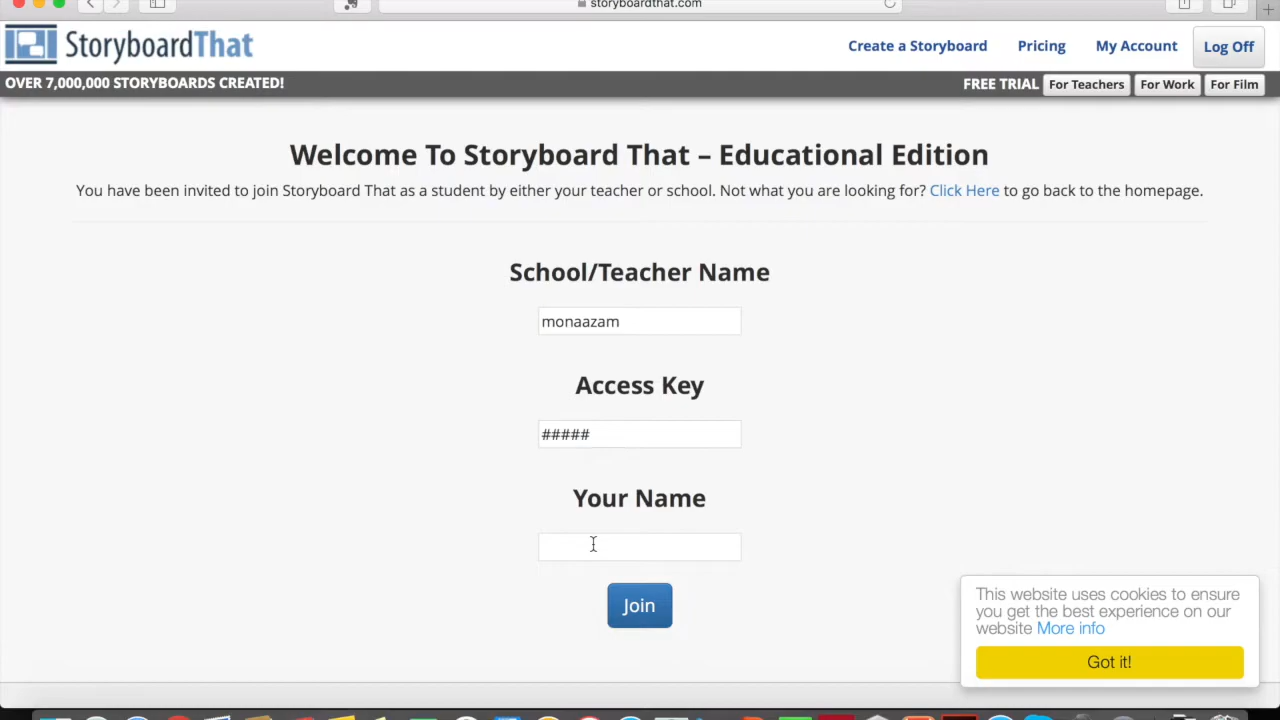 storyboardthat.com
StoryboardThat
Create a Storyboard Pricing My Account Log Off
OVER 7,000,000 STORYBOARDS CREATED!
FREE TRIAL For Teachers For Work For Film
Welcome To Storyboard That – Educational Edition
You have been invited to join Storyboard That as a student by either your teacher or school. Not what you are looking for? Click Here to go back to the homepage.
School/Teacher Name
monaazam
Access Key
#####
Your Name
Join
This website uses cookies to ensure
you get the best experience on our
website More info
Got it!